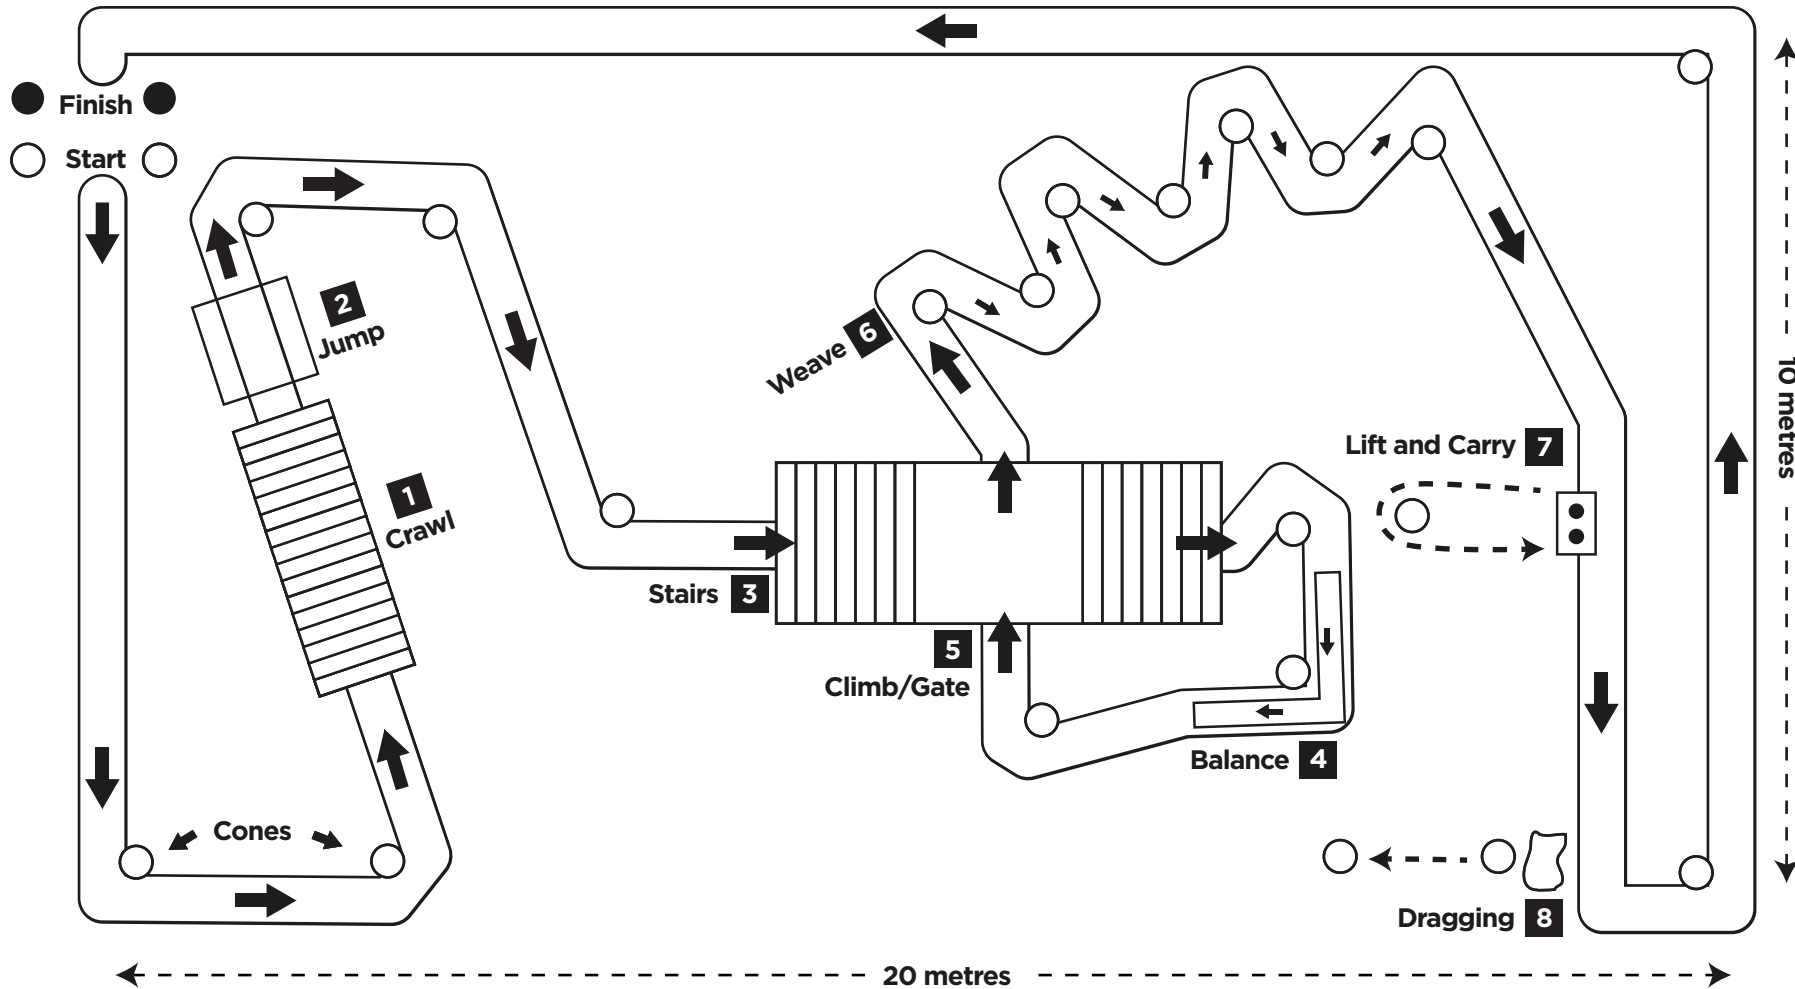 Finish
Start
2
Jump
1
Crawl
Cones
Stairs 3
Weave 6
5
Climb/Gate
Balance 4
Lift and Carry 7
Dragging 8
10 metres
20 metres